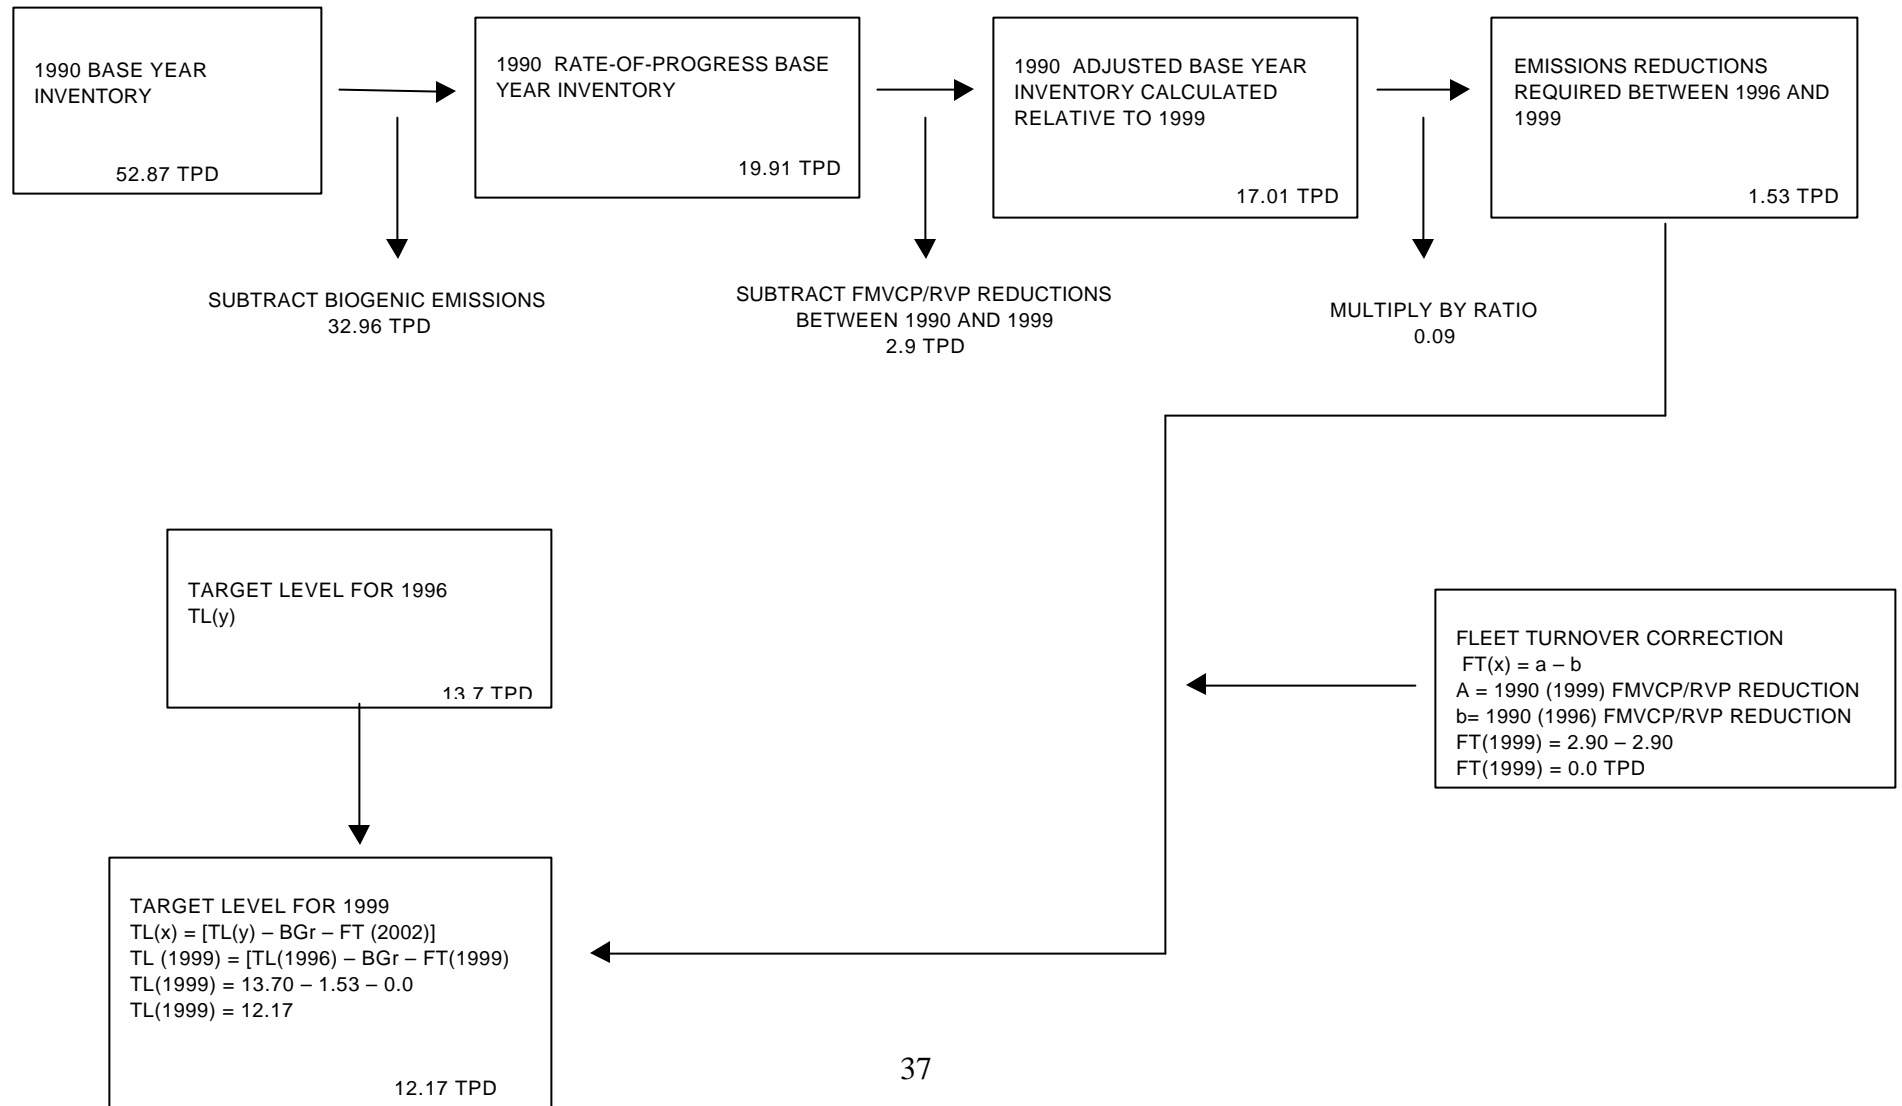 1990 BASE YEAR
INVENTORY
52.87 TPD
1990 RATE-OF-PROGRESS BASE
YEAR INVENTORY
19.91 TPD
1990 ADJUSTED BASE YEAR
INVENTORY CALCULATED
RELATIVE TO 1999
17.01 TPD
EMISSIONS REDUCTIONS
REQUIRED BETWEEN 1996 AND
1999
1.53 TPD
SUBTRACT BIOGENIC EMISSIONS
32.96 TPD
SUBTRACT FMVCP/RVP REDUCTIONS
BETWEEN 1990 AND 1999
2.9 TPD
MULTIPLY BY RATIO
0.09
TARGET LEVEL FOR 1996
TL(y)
13.7 TPD
FLEET TURNOVER CORRECTION
FT(x) = a – b
A = 1990 (1999) FMVCP/RVP REDUCTION
b= 1990 (1996) FMVCP/RVP REDUCTION
FT(1999) = 2.90 – 2.90
FT(1999) = 0.0 TPD
TARGET LEVEL FOR 1999
TL(x) = [TL(y) – BGr – FT (2002)]
TL (1999) = [TL(1996) – BGr – FT(1999)
TL(1999) = 13.70 – 1.53 – 0.0
TL(1999) = 12.17
12.17 TPD
37